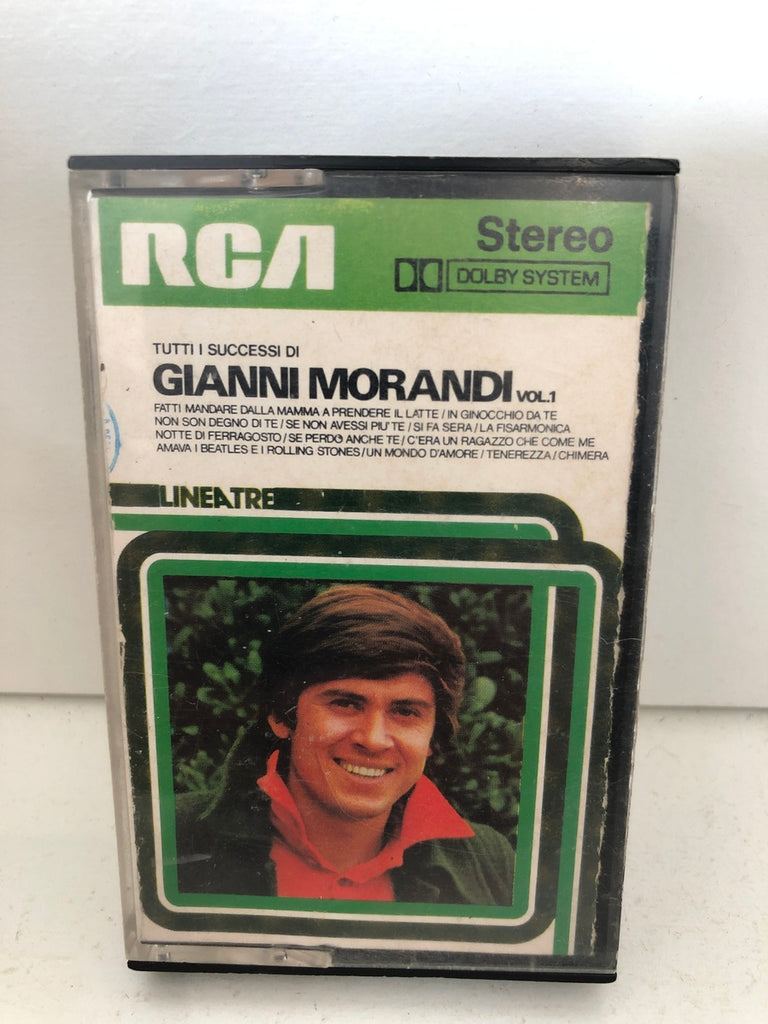 RCA
Stereo
DOLBY SYSTEM
TUTTI I SUCCESSI DI
GIANNI MORANDI VOL.1
FATTI MANDARE DALLA MAMMA A PRENDERE IL LATTE / IN GINOCCHIO DA TE
NON SON DEGNO DI TE / SE NON AVESSI PIU' TE / SI FA SERA / LA FISARMONICA
NOTTE DI FERRAGOSTO / SE PERDO ANCHE TE / C'ERA UN RAGAZZO CHE COME ME
AMAVA I BEATLES E I ROLLING STONES / UN MONDO D'AMORE / TENEREZZA / CHIMERA
LINEATRE